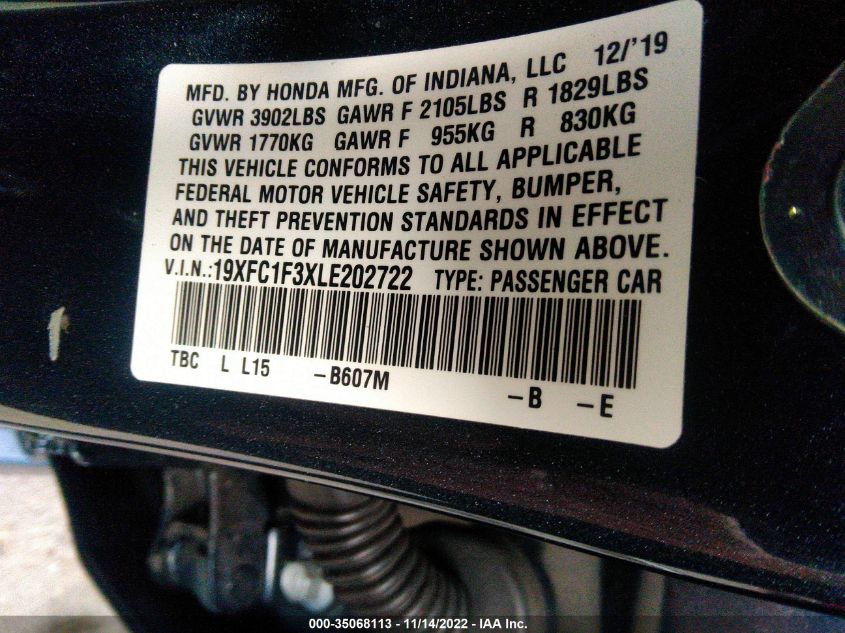 MFD. BY HONDA MFG. OF INDIANA, LLC 12/'19
GVWR 3902LBS GAWR F 2105LBS R 1829LBS
GVWR 1770KG GAWR F 955KG R 830KG
THIS VEHICLE CONFORMS TO ALL APPLICABLE
FEDERAL MOTOR VEHICLE SAFETY, BUMPER,
AND THEFT PREVENTION STANDARDS IN EFFECT
ON THE DATE OF MANUFACTURE SHOWN ABOVE.
V.I.N.:19XFC1F3XLE202722 TYPE: PASSENGER CAR
TBC L L15 -B607M -B -E
000-35068113 - 11/14/2022 - IAA Inc.